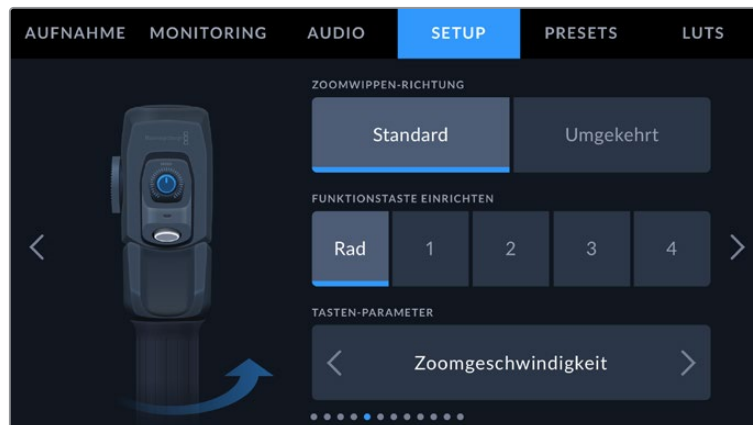 AUFNAHME MONITORING AUDIO SETUP PRESETS LUTS
ZOOMWIPPEN-RICHTUNG
Standard Umgekehrt
FUNKTIONSTASTE EINRICHTEN
Rad 1 2 3 4
TASTEN-PARAMETER
Zoomgeschwindigkeit